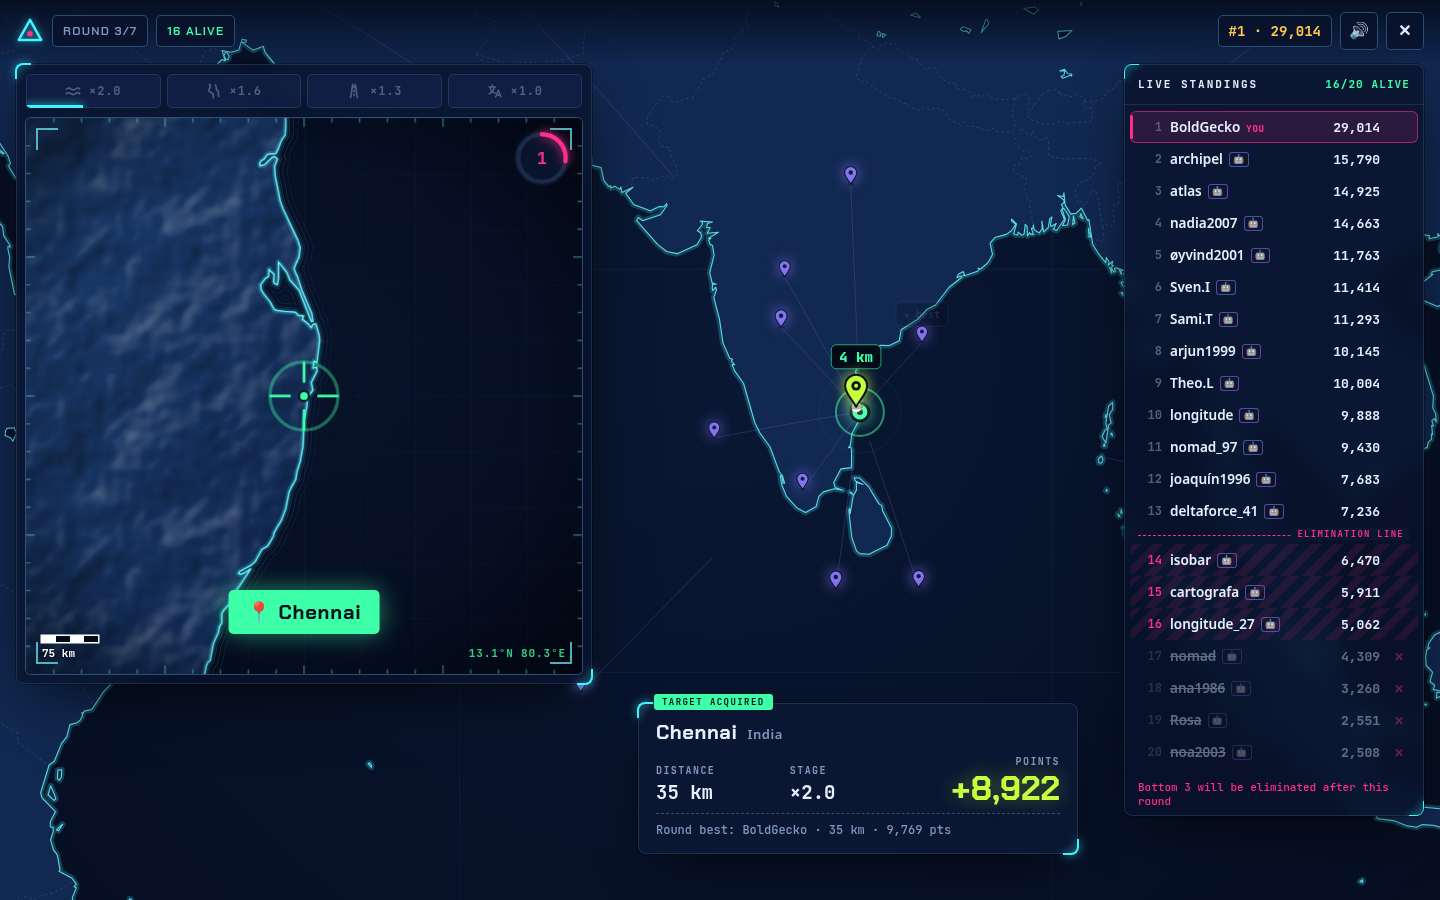 ROUND 3/7
16 ALIVE
#1 · 29,014
×2.0
×1.6
×1.3
×1.0
1
📍 Chennai
75 km
13.1°N 80.3°E
4 km
TARGET ACQUIRED
Chennai India
DISTANCE
STAGE
POINTS
35 km
×2.0
+8,922
Round best: BoldGecko · 35 km · 9,769 pts
LIVE STANDINGS
16/20 ALIVE
1 BoldGecko YOU 29,014
2 archipel 15,790
3 atlas 14,925
4 nadia2007 14,663
5 øyvind2001 11,763
6 Sven.I 11,414
7 Sami.T 11,293
8 arjun1999 10,145
9 Theo.L 10,004
10 longitude 9,888
11 nomad_97 9,430
12 joaquín1996 7,683
13 deltaforce_41 7,236
ELIMINATION LINE
14 isobar 6,470
15 cartografa 5,911
16 longitude_27 5,062
17 nomad 4,309 ×
18 ana1986 3,260 ×
19 Rosa 2,551 ×
20 noa2003 2,508 ×
Bottom 3 will be eliminated after this
round